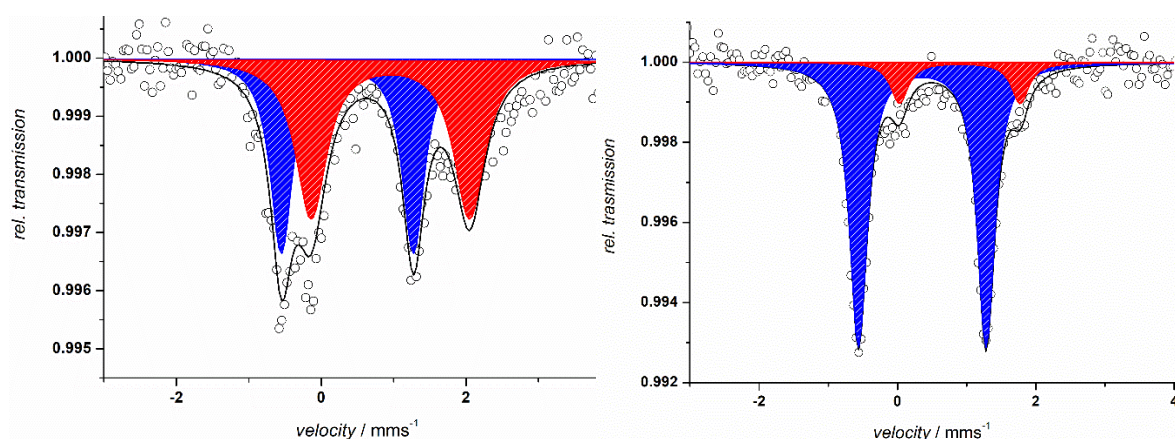 1.000
0.999
0.998
0.997
0.996
0.995
rel. transmission
-2 0 2
velocity / mms⁻¹
1.000
0.998
0.996
0.994
0.992
rel. trasmission
-2 0 2 4
velocity / mms⁻¹